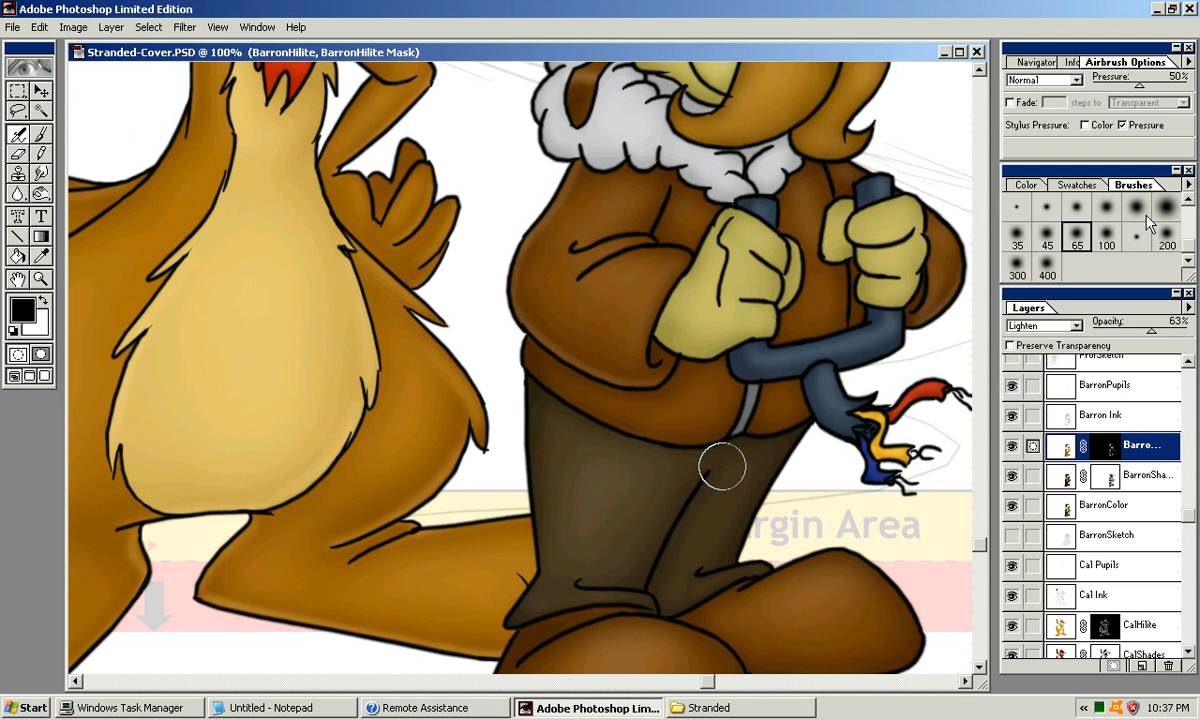 Adobe Photoshop Limited Edition
File Edit Image Layer Select Filter View Window Help
Stranded-Cover.PSD @ 100% (BarronHilite, BarronHilite Mask)
Navigator Info Airbrush Options
Normal Pressure: 50%
Fade: steps to Transparent
Stylus Pressure: Color Pressure
Color Swatches Brushes
35 45 65 100 200
300 400
Layers
Lighten Opacity: 63%
Preserve Transparency
ProfSketch
BarronPupils
Barron Ink
Barro...
BarronSha...
BarronColor
BarronSketch
Cal Pupils
Cal Ink
CalHilite
CalShades
rgin Area
Start Windows Task Manager Untitled - Notepad Remote Assistance Adobe Photoshop Lim... Stranded 10:37 PM